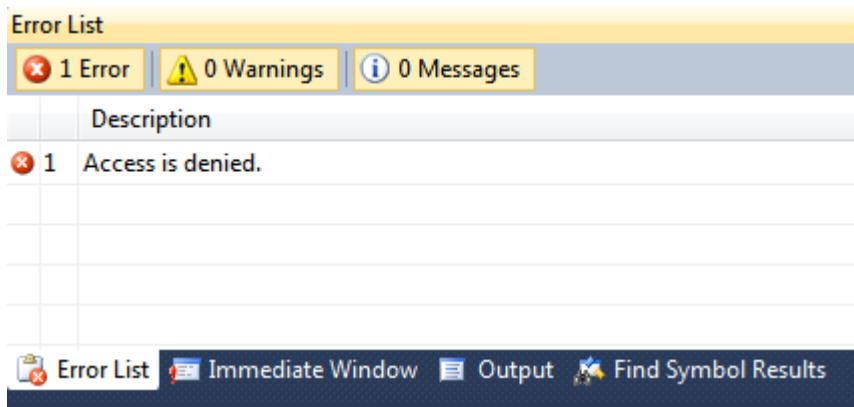 Error List
1 Error 0 Warnings 0 Messages
Description
1 Access is denied.
Error List Immediate Window Output Find Symbol Results